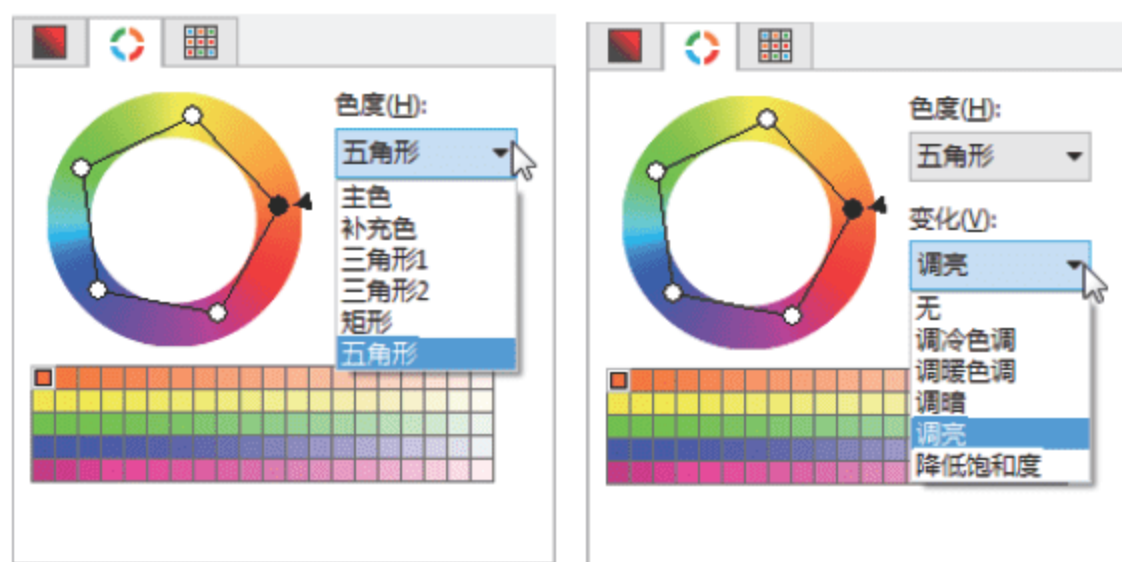 色度(H):
五角形
主色
补充色
三角形1
三角形2
矩形
五角形
色度(H):
五角形
变化(V):
调亮
无
调冷色调
调暖色调
调暗
调亮
降低饱和度